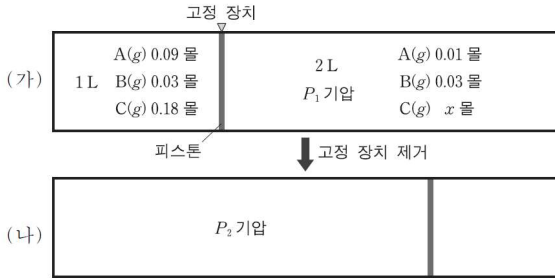 고정 장치
(가)
1 L
A(g) 0.09 몰
B(g) 0.03 몰
C(g) 0.18 몰
2 L
P₁ 기압
A(g) 0.01 몰
B(g) 0.03 몰
C(g) x 몰
피스톤
고정 장치 제거
(나)
P₂ 기압